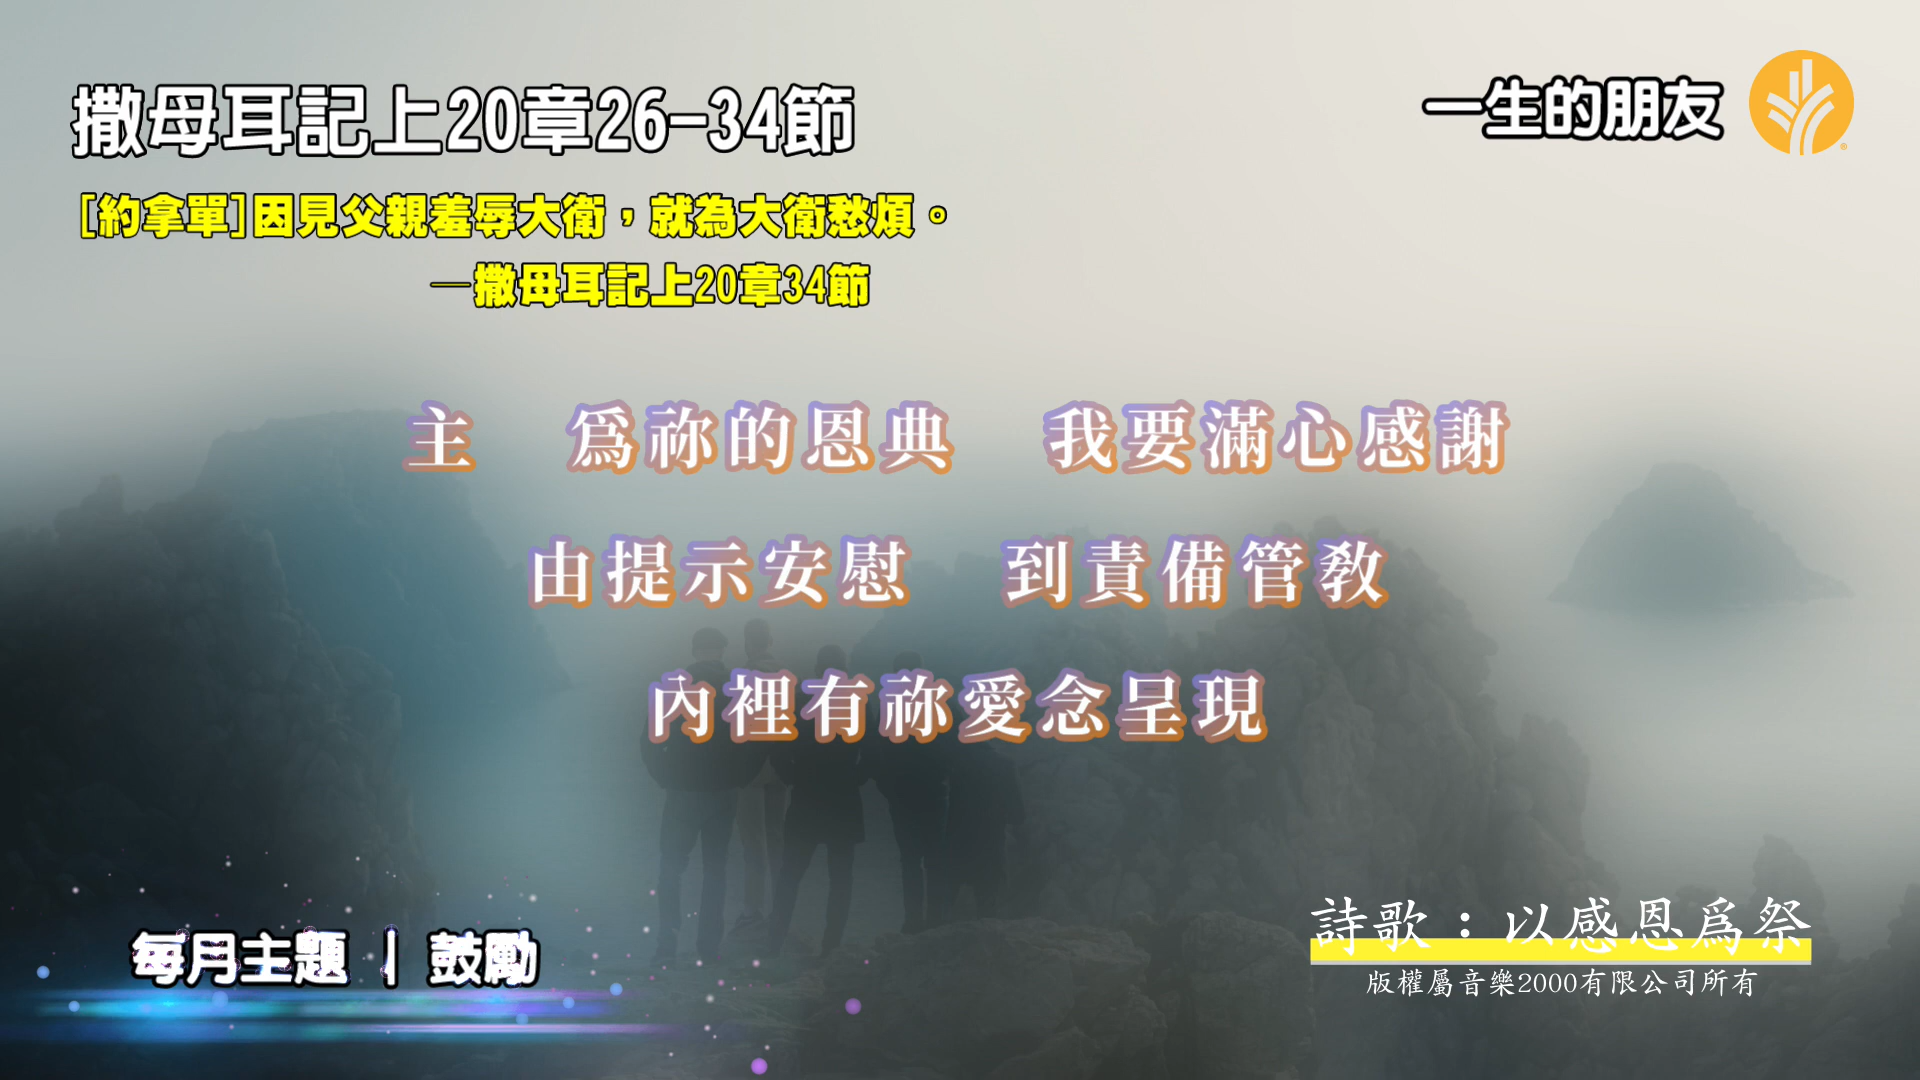 撒母耳記上20章26-34節
一生的朋友
[約拿單]因見父親羞辱大衛，就為大衛愁煩。
—撒母耳記上20章34節
主　爲祢的恩典　我要滿心感謝
由提示安慰　到責備管教
內裡有祢愛念呈現
每月主題 | 鼓勵
詩歌：以感恩爲祭
版權屬音樂2000有限公司所有